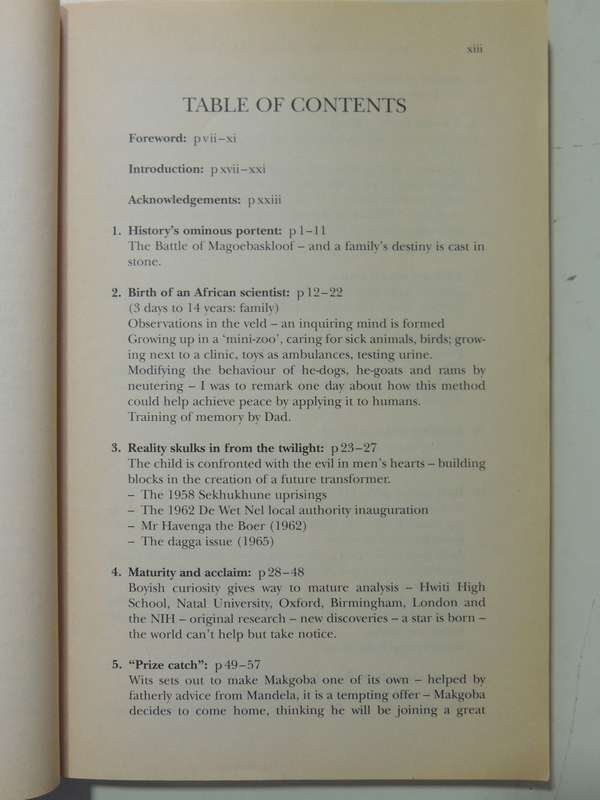 xiii
TABLE OF CONTENTS
Foreword: p vii–xi
Introduction: p xvii–xxi
Acknowledgements: p xxiii
1. History's ominous portent: p 1–11
The Battle of Magoebaskloof – and a family's destiny is cast in
stone.
2. Birth of an African scientist: p 12–22
(3 days to 14 years: family)
Observations in the veld – an inquiring mind is formed
Growing up in a 'mini-zoo', caring for sick animals, birds; grow-
ing next to a clinic, toys as ambulances, testing urine.
Modifying the behaviour of he-dogs, he-goats and rams by
neutering – I was to remark one day about how this method
could help achieve peace by applying it to humans.
Training of memory by Dad.
3. Reality skulks in from the twilight: p 23–27
The child is confronted with the evil in men's hearts – building
blocks in the creation of a future transformer.
– The 1958 Sekhukhune uprisings
– The 1962 De Wet Nel local authority inauguration
– Mr Havenga the Boer (1962)
– The dagga issue (1965)
4. Maturity and acclaim: p 28–48
Boyish curiosity gives way to mature analysis – Hwiti High
School, Natal University, Oxford, Birmingham, London and
the NIH – original research – new discoveries – a star is born –
the world can't help but take notice.
5. "Prize catch": p 49–57
Wits sets out to make Makgoba one of its own – helped by
fatherly advice from Mandela, it is a tempting offer – Makgoba
decides to come home, thinking he will be joining a great